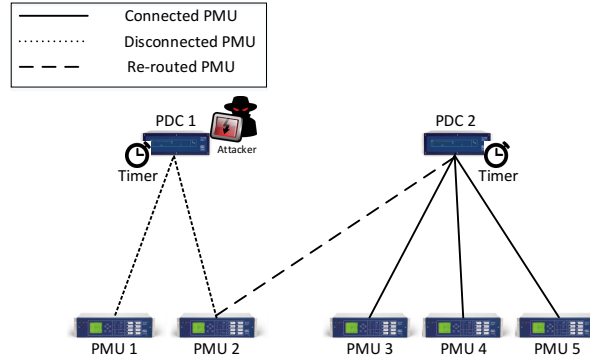 Connected PMU
Disconnected PMU
Re-routed PMU
PDC 1
PDC 2
Attacker
Timer
Timer
PMU 1
PMU 2
PMU 3
PMU 4
PMU 5